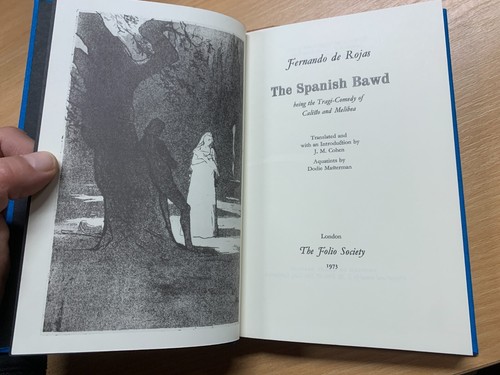 Fernando de Rojas
The Spanish Bawd
being the Tragi-Comedy of
Calisto and Melibea
Translated and
with an Introduction by
J. M. Cohen
Aquatints by
Dodie Masterman
London
The Folio Society
1973